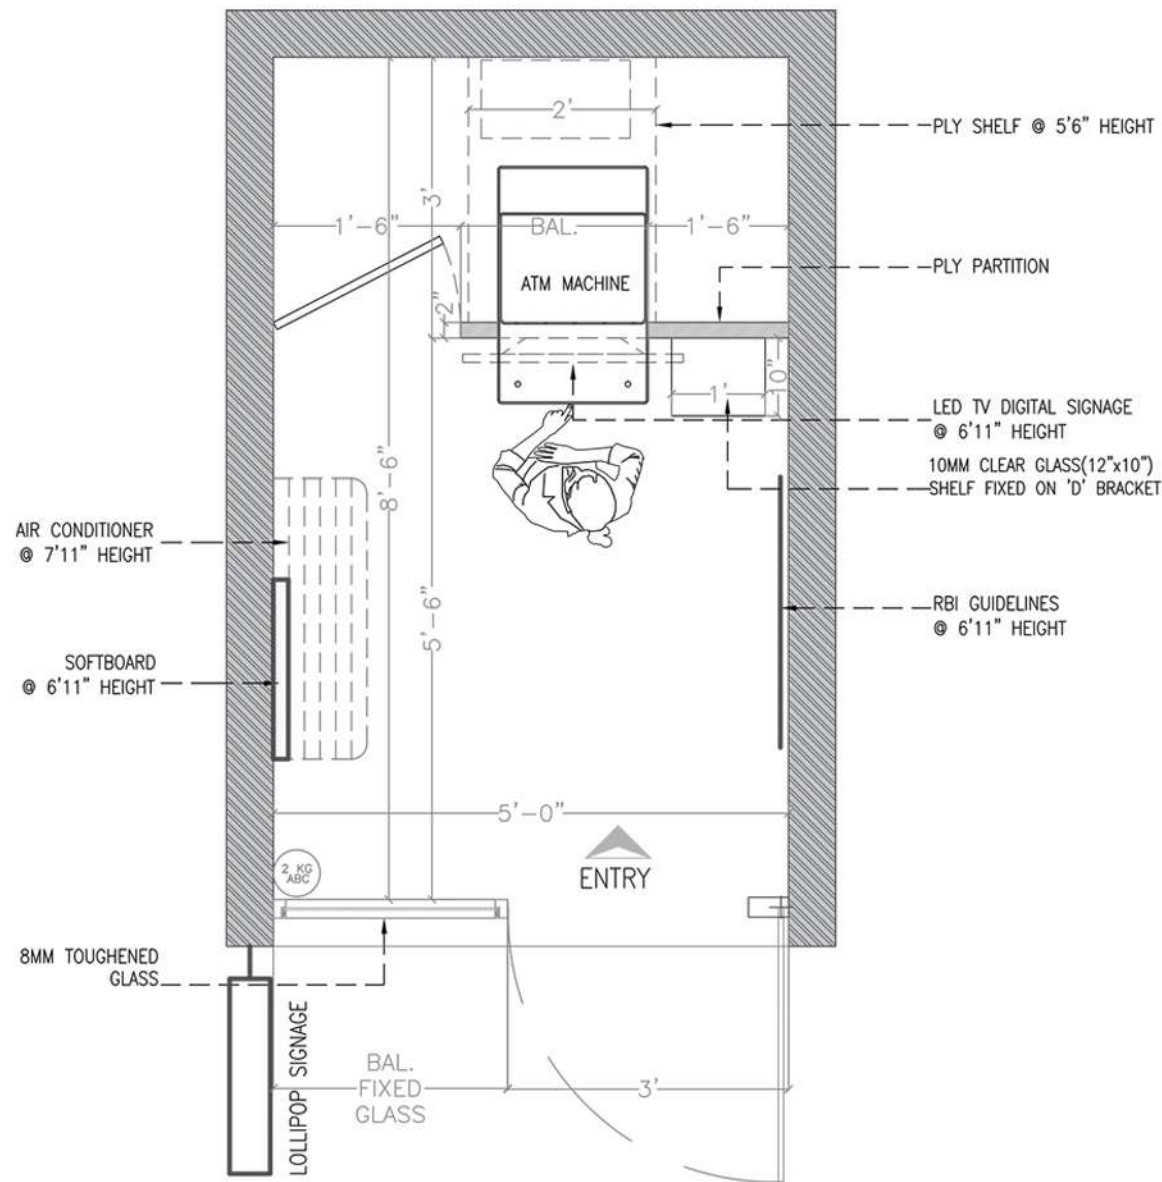 2'
PLY SHELF @ 5'6" HEIGHT
3'
1'-6"
BAL.
1'-6"
PLY PARTITION
ATM MACHINE
2"
10"
1'
LED TV DIGITAL SIGNAGE
@ 6'11" HEIGHT
8'-6"
10MM CLEAR GLASS(12"x10")
SHELF FIXED ON 'D' BRACKET
AIR CONDITIONER
@ 7'11" HEIGHT
5'-6"
RBI GUIDELINES
@ 6'11" HEIGHT
SOFTBOARD
@ 6'11" HEIGHT
5'-0"
2 KG
ABC
ENTRY
8MM TOUGHENED
GLASS
LOLLIPOP SIGNAGE
BAL.
FIXED
GLASS
3'